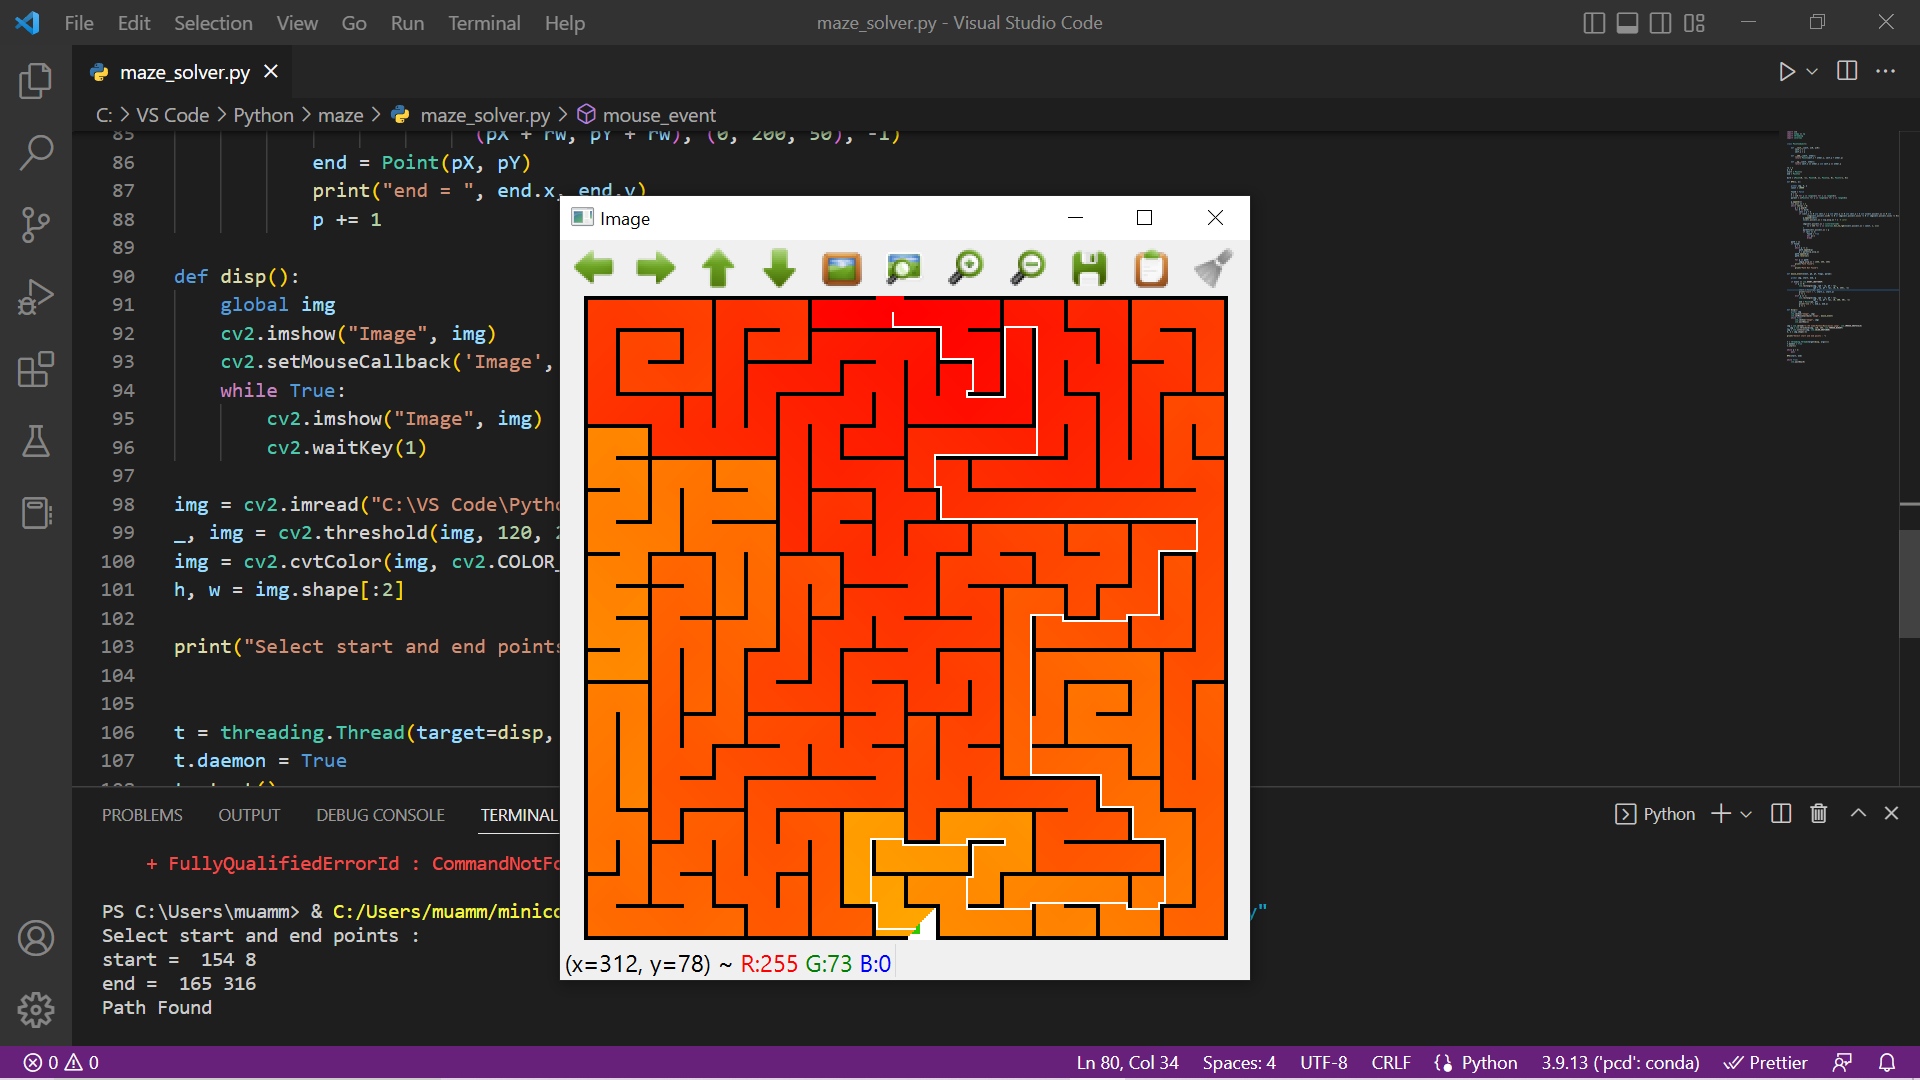 File Edit Selection View Go Run Terminal Help
maze_solver.py - Visual Studio Code
maze_solver.py
C: > VS Code > Python > maze > maze_solver.py > mouse_event
85 (pX + rw, pY + rw), (0, 200, 50), -1)
86 end = Point(pX, pY)
87 print("end = ", end.x, end.y)
88 p += 1
89
90 def disp():
91 global img
92 cv2.imshow("Image", img)
93 cv2.setMouseCallback('Image',
94 while True:
95 cv2.imshow("Image", img)
96 cv2.waitKey(1)
97
98 img = cv2.imread("C:\VS Code\Pytho
99 _, img = cv2.threshold(img, 120, 2
100 img = cv2.cvtColor(img, cv2.COLOR_
101 h, w = img.shape[:2]
102
103 print("Select start and end points
104
105
106 t = threading.Thread(target=disp,
107 t.daemon = True
Image
(x=312, y=78) ~ R:255 G:73 B:0
PROBLEMS OUTPUT DEBUG CONSOLE TERMINAL
Python
+ FullyQualifiedErrorId : CommandNotFo
PS C:\Users\muamm> & C:/Users/muamm/minico y"
Select start and end points :
start = 154 8
end = 165 316
Path Found
0 0
Ln 80, Col 34 Spaces: 4 UTF-8 CRLF Python 3.9.13 ('pcd': conda) Prettier